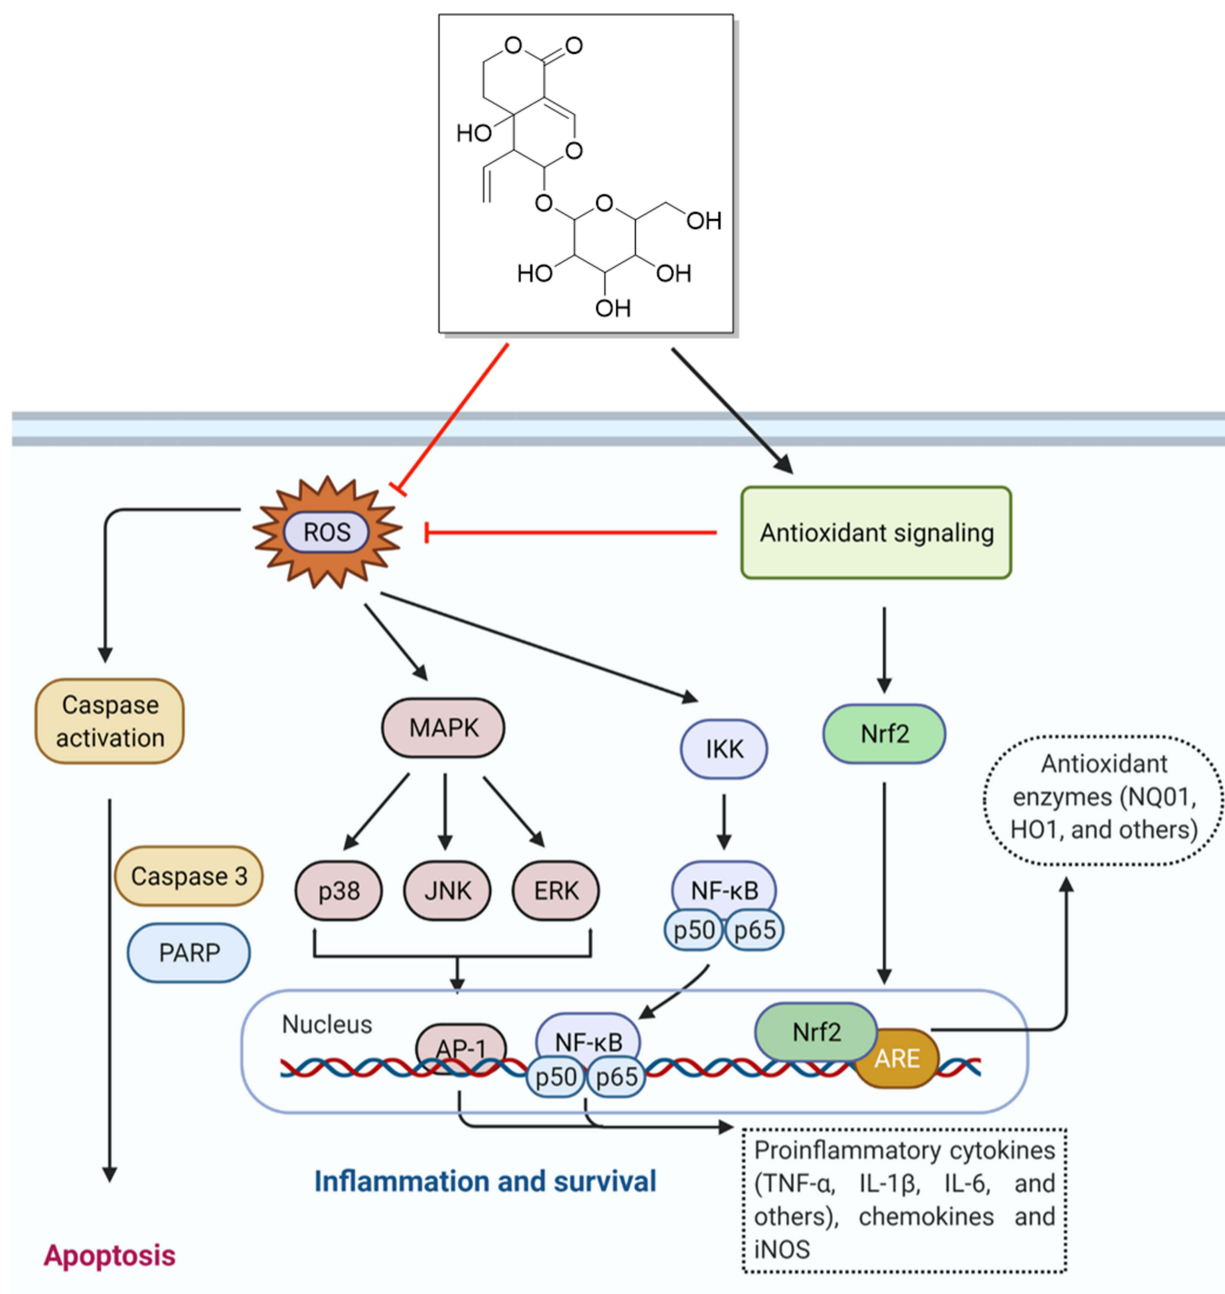 O
O
HO
O
O
O
OH
HO
OH
OH
ROS
Antioxidant signaling
Caspase
activation
MAPK
IKK
Nrf2
Antioxidant
enzymes (NQ01,
HO1, and others)
Caspase 3
p38
JNK
ERK
NF-κB
p50
p65
PARP
Nucleus
AP-1
NF-κB
p50
p65
Nrf2
ARE
Proinflammatory cytokines
(TNF-α, IL-1β, IL-6, and
others), chemokines and
iNOS
Inflammation and survival
Apoptosis